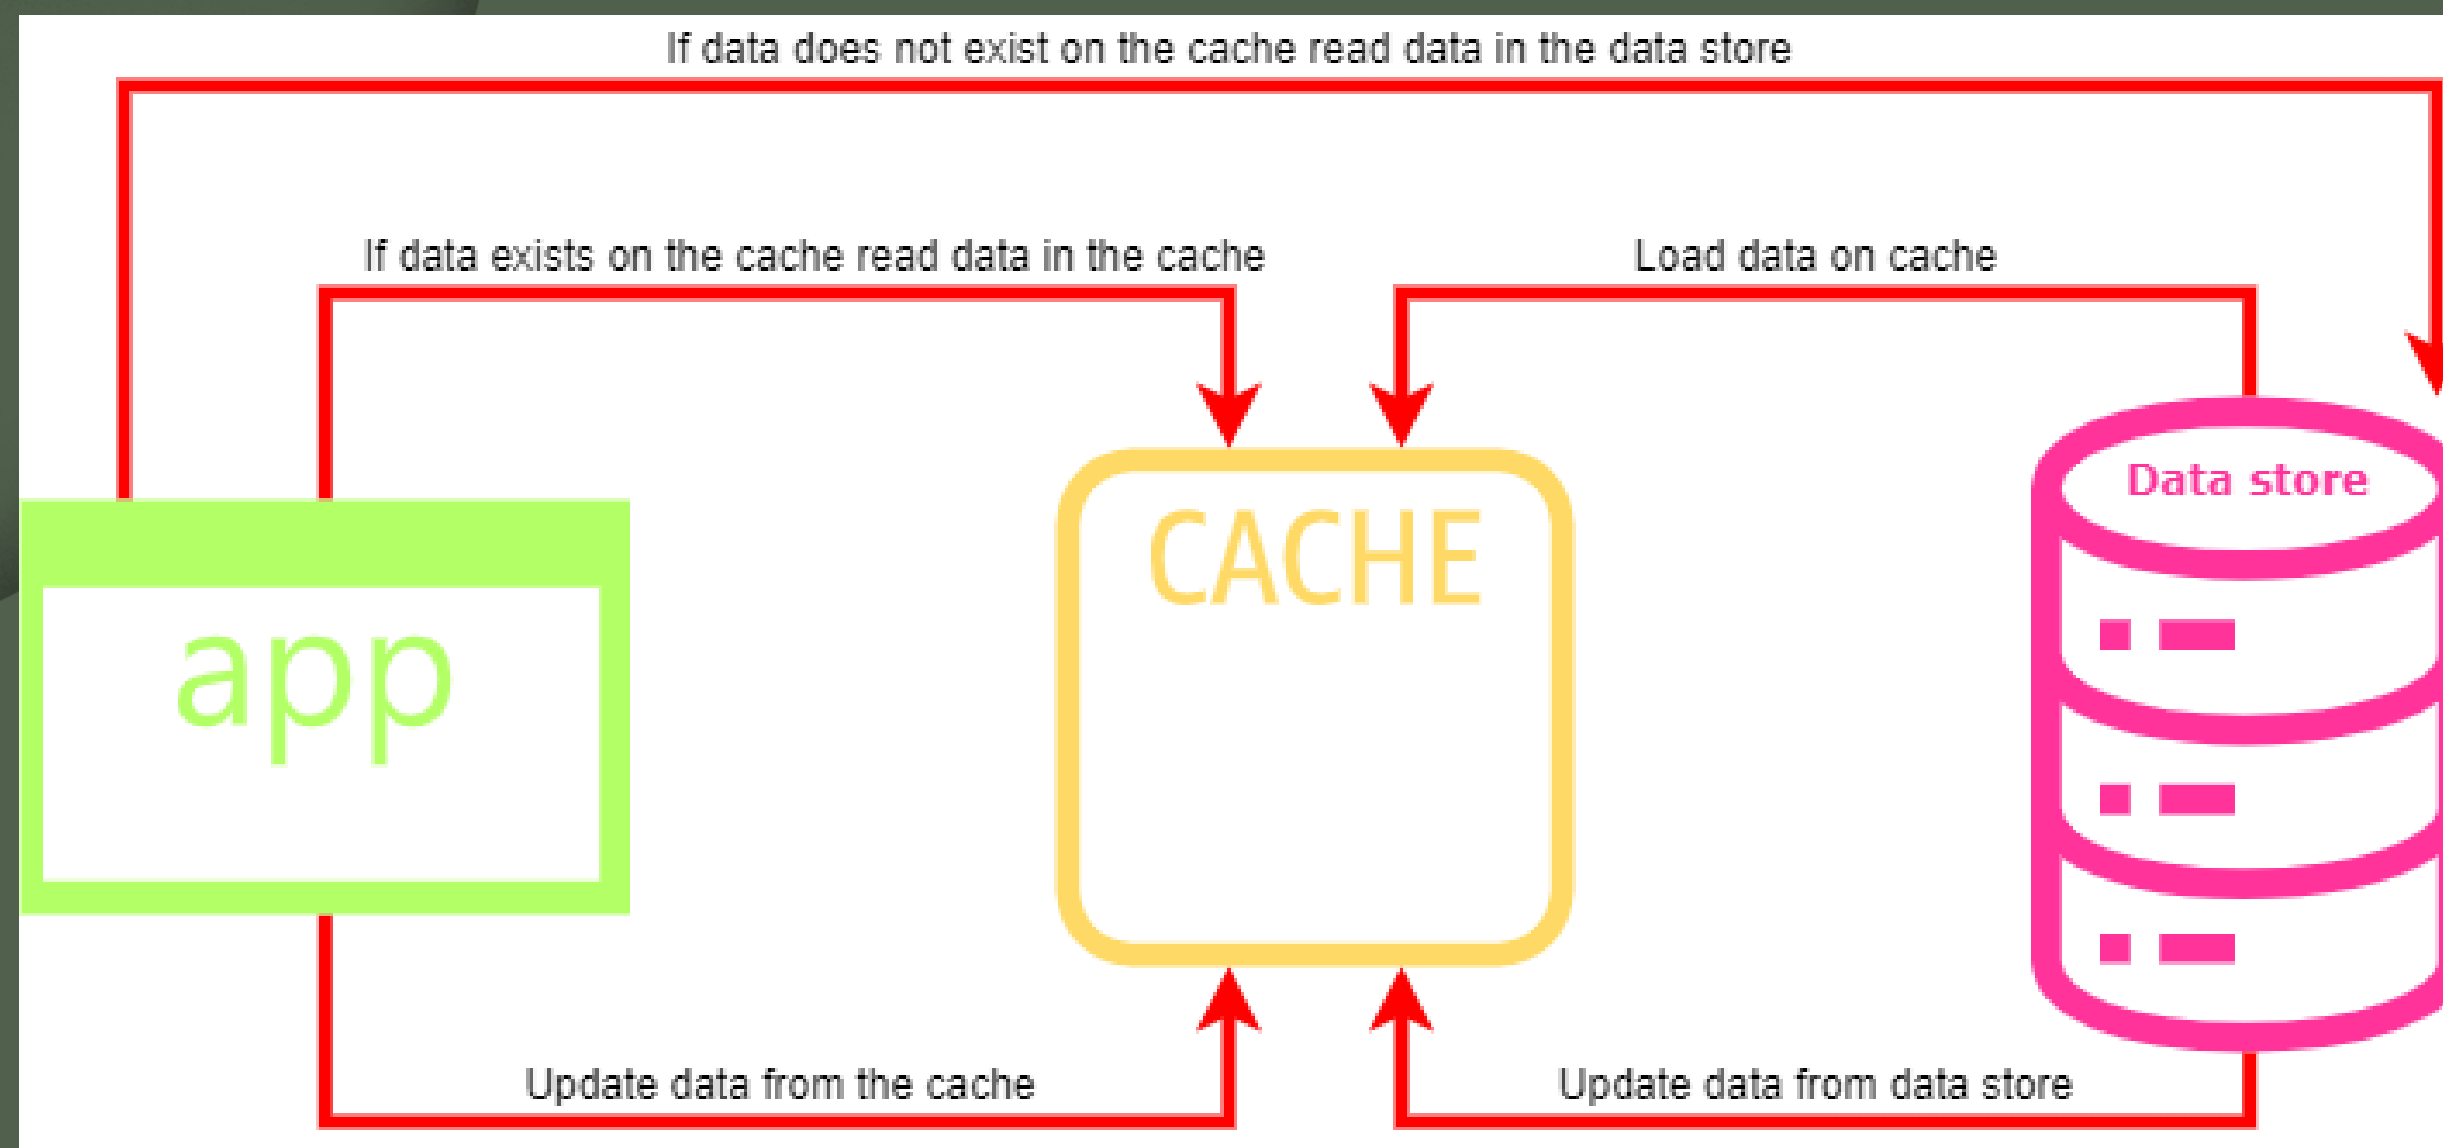 If data does not exist on the cache read data in the data store
If data exists on the cache read data in the cache
Load data on cache
Data store
CACHE
app
Update data from the cache
Update data from data store